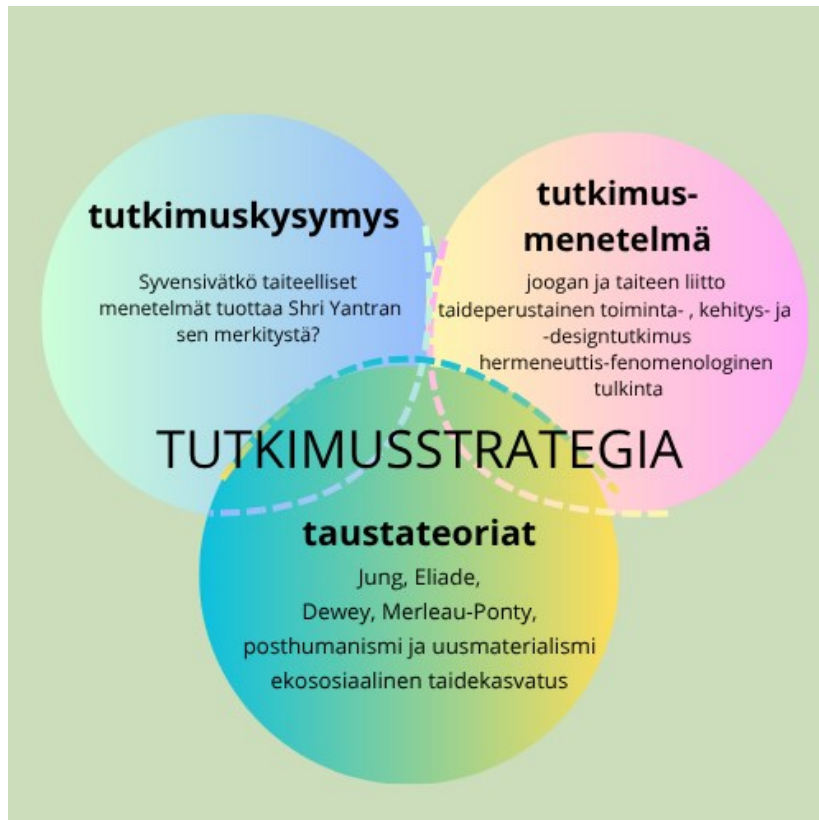 tutkimuskysymys
Syvensivätkö taiteelliset
menetelmät tuottaa Shri Yantran
sen merkitystä?
tutkimus-
menetelmä
joogan ja taiteen liitto
taideperustainen toiminta- , kehitys- ja
-designtutkimus
hermeneuttis-fenomenologinen
tulkinta
TUTKIMUSSTRATEGIA
taustateoriat
Jung, Eliade,
Dewey, Merleau-Ponty,
posthumanismi ja uusmaterialismi
ekososiaalinen taidekasvatus